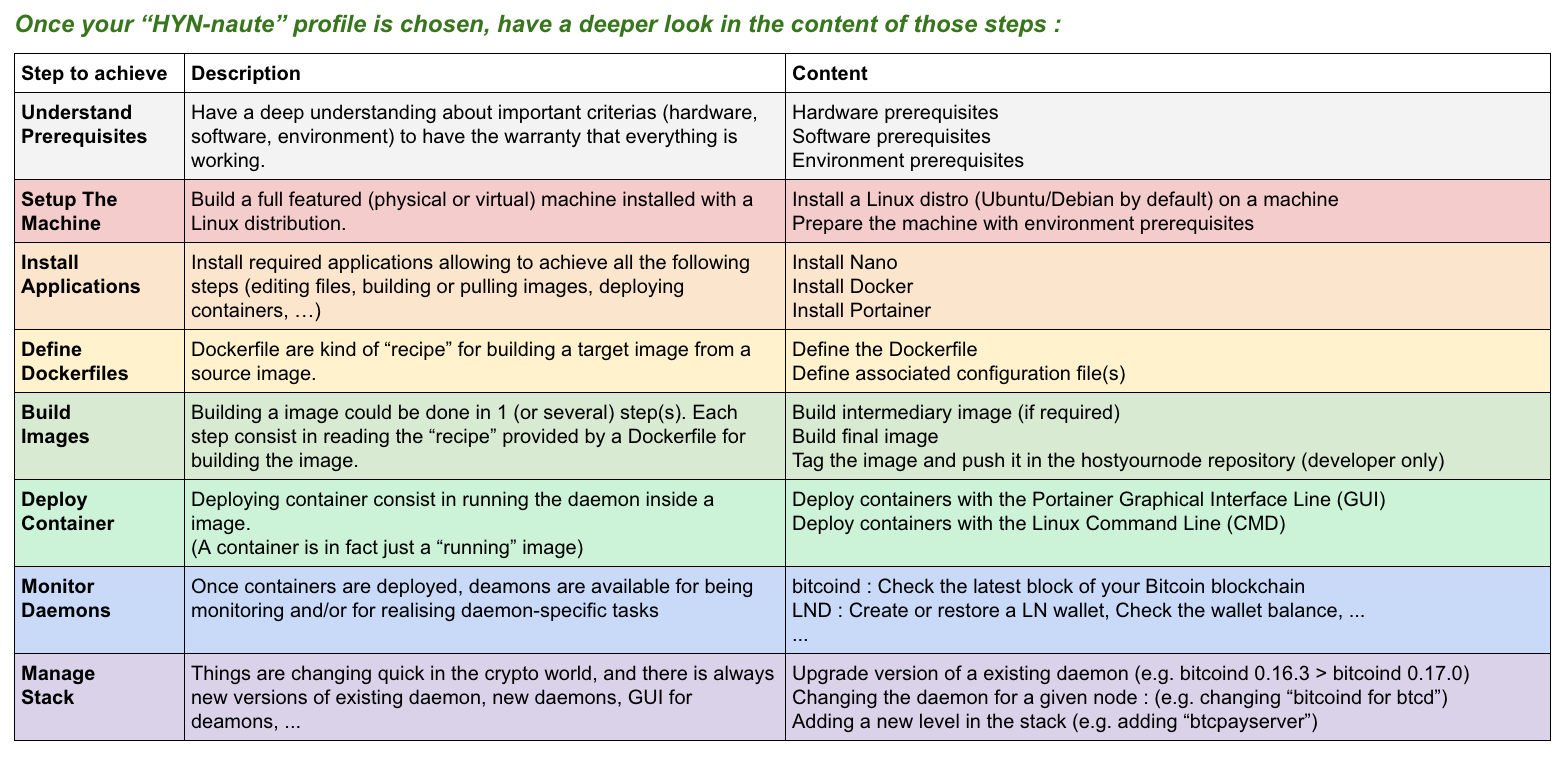 Once your “HYN-naute” profile is chosen, have a deeper look in the content of those steps :
Step to achieve
Description
Content
Understand
Prerequisites
Have a deep understanding about important criterias (hardware,
software, environment) to have the warranty that everything is
working.
Hardware prerequisites
Software prerequisites
Environment prerequisites
Setup The
Machine
Build a full featured (physical or virtual) machine installed with a
Linux distribution.
Install a Linux distro (Ubuntu/Debian by default) on a machine
Prepare the machine with environment prerequisites
Install
Applications
Install required applications allowing to achieve all the following
steps (editing files, building or pulling images, deploying
containers, …)
Install Nano
Install Docker
Install Portainer
Define
Dockerfiles
Dockerfile are kind of “recipe” for building a target image from a
source image.
Define the Dockerfile
Define associated configuration file(s)
Build
Images
Building a image could be done in 1 (or several) step(s). Each
step consist in reading the “recipe” provided by a Dockerfile for
building the image.
Build intermediary image (if required)
Build final image
Tag the image and push it in the hostyournode repository (developer only)
Deploy
Container
Deploying container consist in running the daemon inside a
image.
(A container is in fact just a “running” image)
Deploy containers with the Portainer Graphical Interface Line (GUI)
Deploy containers with the Linux Command Line (CMD)
Monitor
Daemons
Once containers are deployed, deamons are available for being
monitoring and/or for realising daemon-specific tasks
bitcoind : Check the latest block of your Bitcoin blockchain
LND : Create or restore a LN wallet, Check the wallet balance, ...
...
Manage
Stack
Things are changing quick in the crypto world, and there is always
new versions of existing daemon, new daemons, GUI for
deamons, ...
Upgrade version of a existing daemon (e.g. bitcoind 0.16.3 > bitcoind 0.17.0)
Changing the daemon for a given node : (e.g. changing “bitcoind for btcd”)
Adding a new level in the stack (e.g. adding “btcpayserver”)